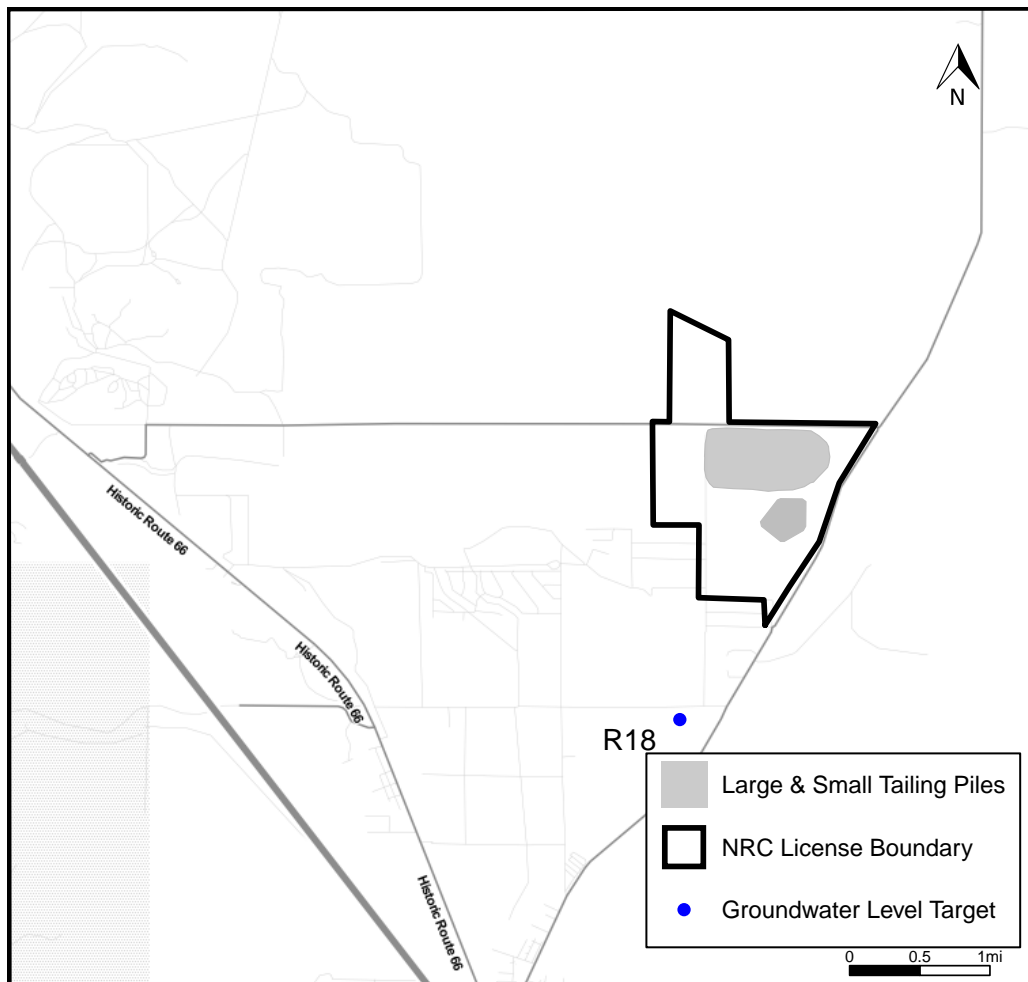 N
Historic Route 66
Historic Route 66
R18
Historic Route 66
Large & Small Tailing Piles
NRC License Boundary
Groundwater Level Target
0 0.5 1mi